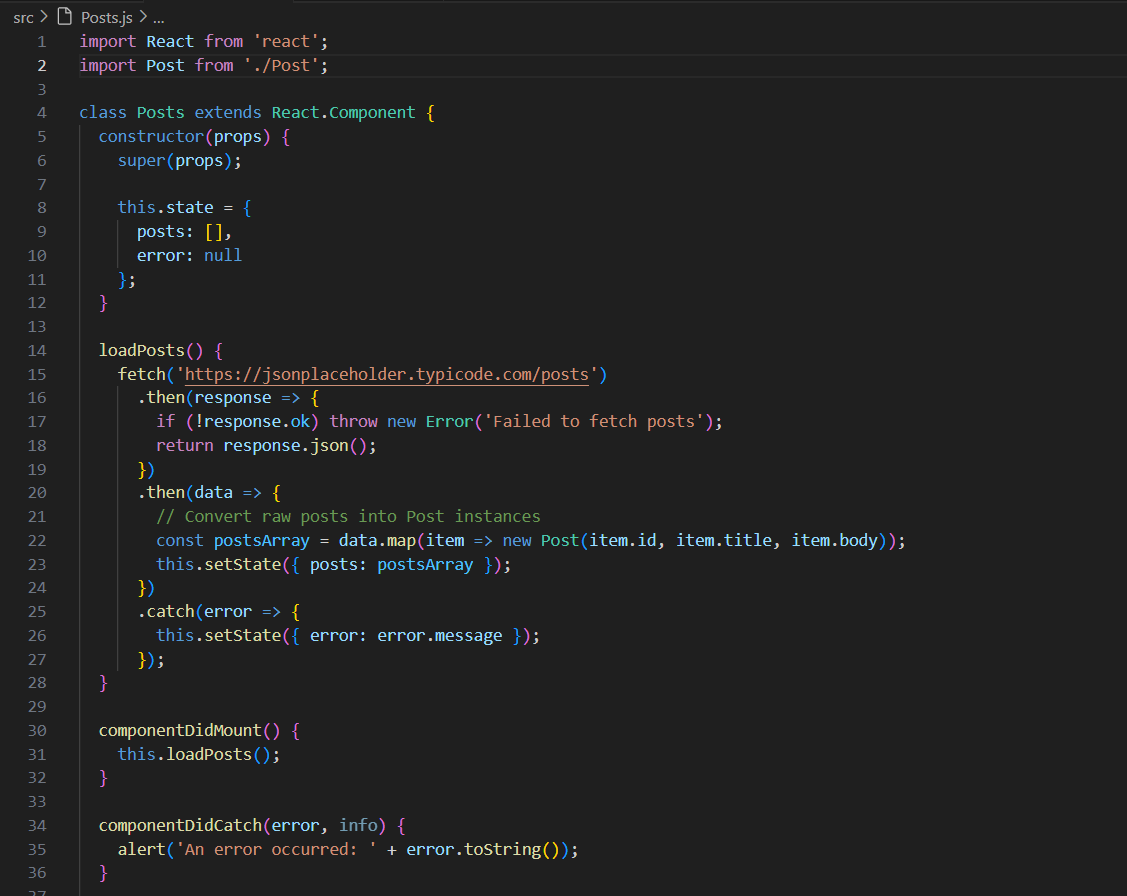 src > Posts.js > ...
1 import React from 'react';
2 import Post from './Post';
3
4 class Posts extends React.Component {
5   constructor(props) {
6     super(props);
7
8     this.state = {
9       posts: [],
10       error: null
11     };
12   }
13
14   loadPosts() {
15     fetch('https://jsonplaceholder.typicode.com/posts')
16       .then(response => {
17         if (!response.ok) throw new Error('Failed to fetch posts');
18         return response.json();
19       })
20       .then(data => {
21         // Convert raw posts into Post instances
22         const postsArray = data.map(item => new Post(item.id, item.title, item.body));
23         this.setState({ posts: postsArray });
24       })
25       .catch(error => {
26         this.setState({ error: error.message });
27       });
28   }
29
30   componentDidMount() {
31     this.loadPosts();
32   }
33
34   componentDidCatch(error, info) {
35     alert('An error occurred: ' + error.toString());
36   }
37